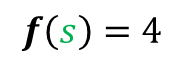 f(s) = 4